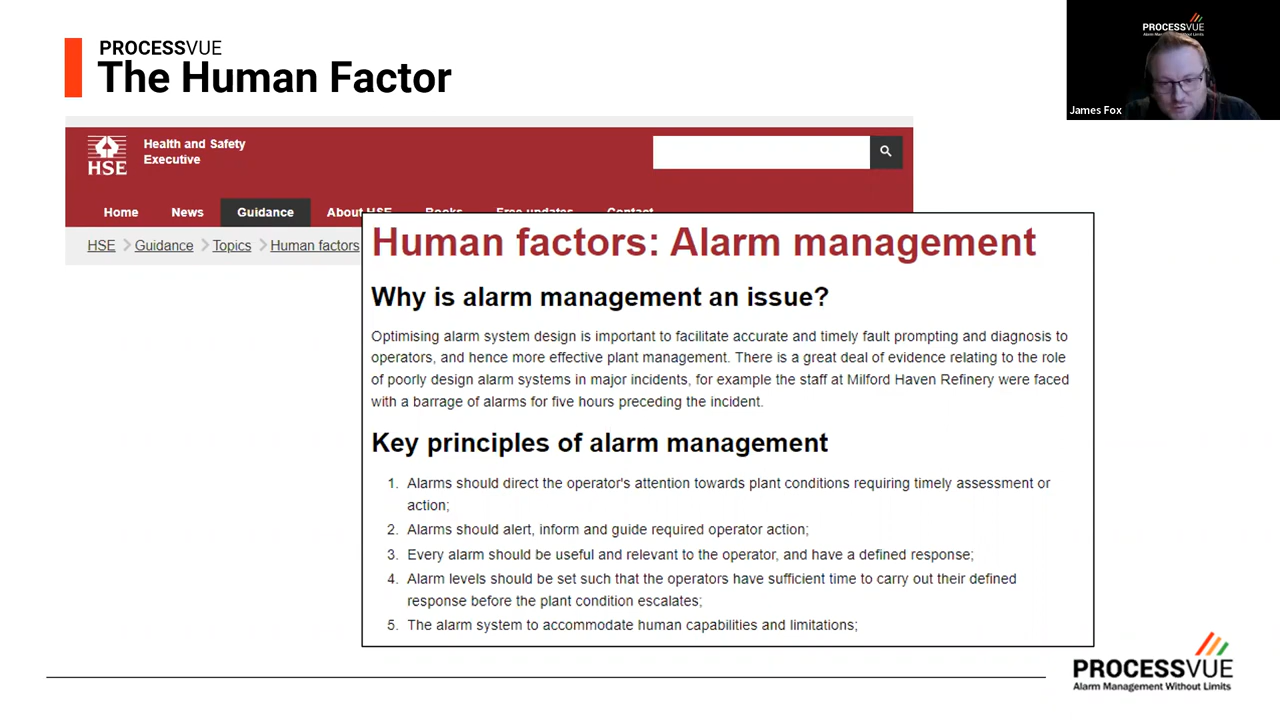 PROCESSVUE
The Human Factor
PROCESSVUE
Alarm Management Without Limits
James Fox
Health and Safety
Executive
HSE
Home News Guidance About HSE Books Free updates Contact
HSE Guidance Topics Human factors
Human factors: Alarm management
Why is alarm management an issue?
Optimising alarm system design is important to facilitate accurate and timely fault prompting and diagnosis to
operators, and hence more effective plant management. There is a great deal of evidence relating to the role
of poorly design alarm systems in major incidents, for example the staff at Milford Haven Refinery were faced
with a barrage of alarms for five hours preceding the incident.
Key principles of alarm management
1. Alarms should direct the operator's attention towards plant conditions requiring timely assessment or
action;
2. Alarms should alert, inform and guide required operator action;
3. Every alarm should be useful and relevant to the operator, and have a defined response;
4. Alarm levels should be set such that the operators have sufficient time to carry out their defined
response before the plant condition escalates;
5. The alarm system to accommodate human capabilities and limitations;
PROCESSVUE
Alarm Management Without Limits